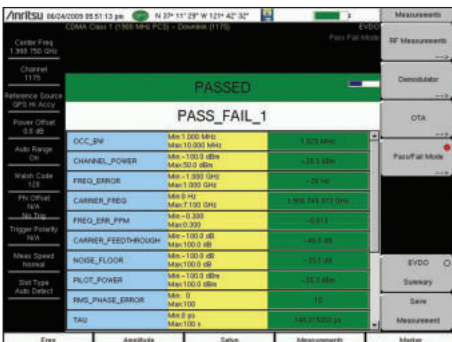 Anritsu 06/24/2009 05:51:13 pm N 37° 11' 29" W 121° 42' 32"
Measurements
CDMA Class 1 (1900 MHz PCS) - Downlink (1175)
EVDO
Pass Fail Mode
Center Freq
1.988 750 GHz
Channel
1175
Reference Source
GPS Hi Accy
Power Offset
0.0 dB
Auto Range
On
Walsh Code
128
PN Offset
N/A
No Trig
Trigger Polarity
N/A
Meas Speed
Normal
Slot Type
Auto Detect
PASSED
PASS_FAIL_1
OCC_BW Min:1.000 MHz
Max:10.000 MHz
CHANNEL_POWER Min:-100.0 dBm
Max:50.0 dBm
FREQ_ERROR Min:-1.000 GHz
Max:1.000 GHz
CARRIER_FREQ Min:0 Hz
Max:7.100 GHz
FREQ_ERR_PPM Min:-0.300
Max:0.300
CARRIER_FEEDTHROUGH Min:-100.0 dB
Max:100.0 dB
NOISE_FLOOR Min:-100.0 dB
Max:100.0 dB
PILOT_POWER Min:-100.0 dBm
Max:100.0 dBm
RMS_PHASE_ERROR Min: 0
Max:100 10
TAU Min:0 ps
Max:100 s
RF Measurements
-->
Demodulator
-->
OTA
-->
Pass/Fail Mode
-->
EVDO
Summary
Save
Measurement
Freq Amplitude Setup Measurements Marker